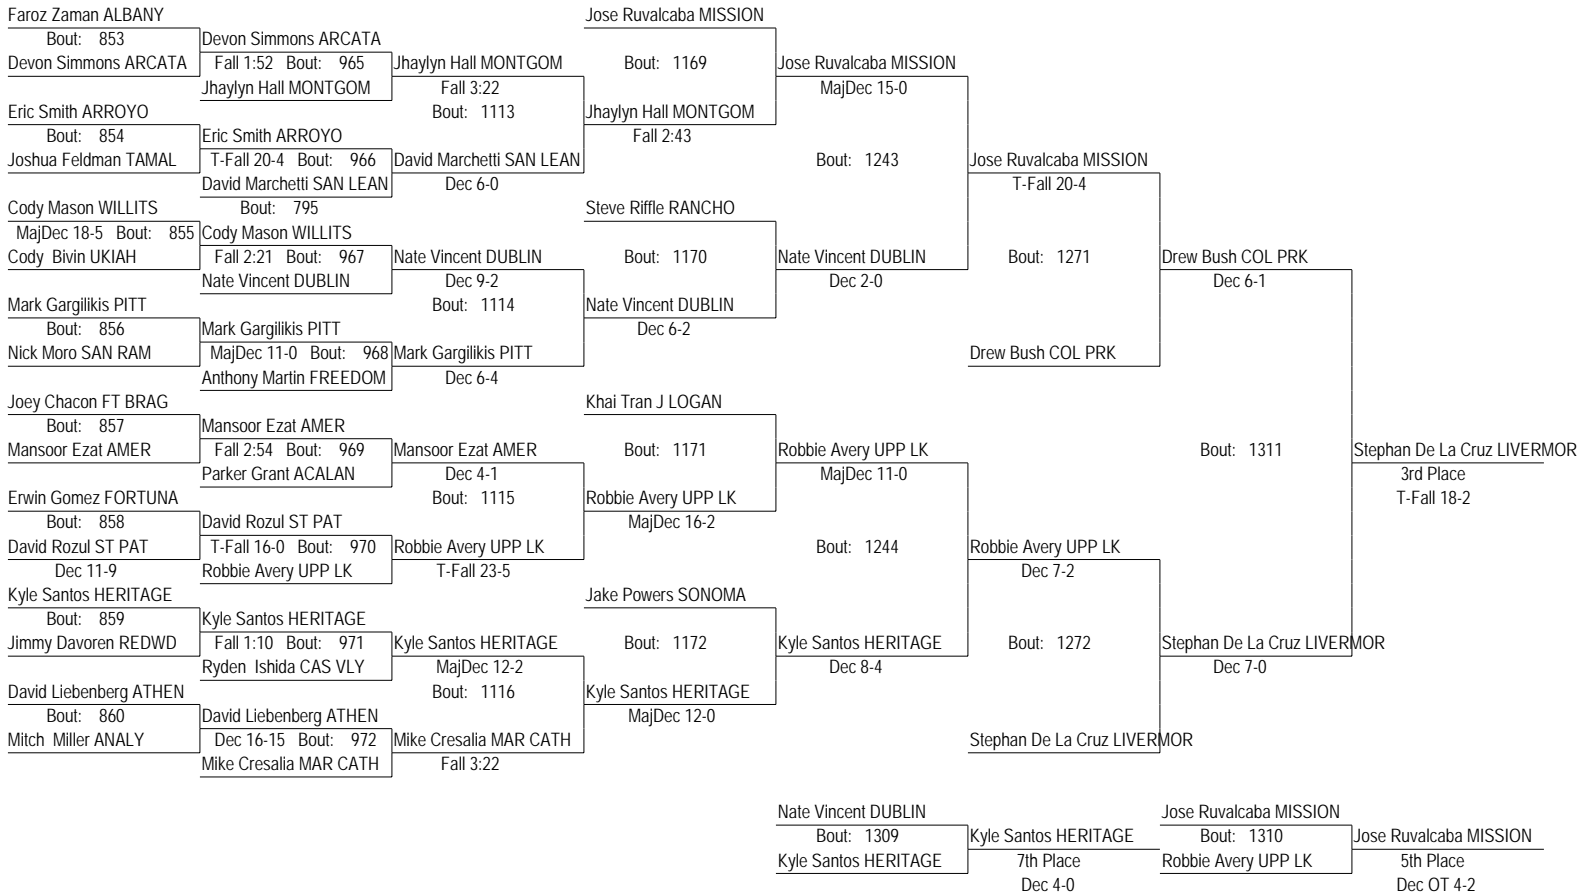 Faroz Zaman ALBANY Jose Ruvalcaba MISSION
Bout: 853 Devon Simmons ARCATA
Devon Simmons ARCATA Fall 1:52 Bout: 965 Jhaylyn Hall MONTGOM Bout: 1169 Jose Ruvalcaba MISSION
Jhaylyn Hall MONTGOM Fall 3:22 MajDec 15-0
Eric Smith ARROYO Bout: 1113 Jhaylyn Hall MONTGOM
Bout: 854 Eric Smith ARROYO Fall 2:43
Joshua Feldman TAMAL T-Fall 20-4 Bout: 966 David Marchetti SAN LEAN Bout: 1243 Jose Ruvalcaba MISSION
David Marchetti SAN LEAN Dec 6-0 T-Fall 20-4
Cody Mason WILLITS Bout: 795 Steve Riffle RANCHO
MajDec 18-5 Bout: 855 Cody Mason WILLITS
Cody Bivin UKIAH Fall 2:21 Bout: 967 Nate Vincent DUBLIN Bout: 1170 Nate Vincent DUBLIN Bout: 1271 Drew Bush COL PRK
Nate Vincent DUBLIN Dec 9-2 Dec 2-0 Dec 6-1
Mark Gargilikis PITT Bout: 1114 Nate Vincent DUBLIN
Bout: 856 Mark Gargilikis PITT Dec 6-2
Nick Moro SAN RAM MajDec 11-0 Bout: 968 Mark Gargilikis PITT Drew Bush COL PRK
Anthony Martin FREEDOM Dec 6-4
Joey Chacon FT BRAG Khai Tran J LOGAN
Bout: 857 Mansoor Ezat AMER
Mansoor Ezat AMER Fall 2:54 Bout: 969 Mansoor Ezat AMER Bout: 1171 Robbie Avery UPP LK Bout: 1311 Stephan De La Cruz LIVERMOR
Parker Grant ACALAN Dec 4-1 MajDec 11-0 3rd Place
Erwin Gomez FORTUNA Bout: 1115 Robbie Avery UPP LK T-Fall 18-2
Bout: 858 David Rozul ST PAT MajDec 16-2
David Rozul ST PAT T-Fall 16-0 Bout: 970 Robbie Avery UPP LK Bout: 1244 Robbie Avery UPP LK
Dec 11-9 Robbie Avery UPP LK T-Fall 23-5 Dec 7-2
Kyle Santos HERITAGE Jake Powers SONOMA
Bout: 859 Kyle Santos HERITAGE
Jimmy Davoren REDWD Fall 1:10 Bout: 971 Kyle Santos HERITAGE Bout: 1172 Kyle Santos HERITAGE Bout: 1272 Stephan De La Cruz LIVERMOR
Ryden Ishida CAS VLY MajDec 12-2 Dec 8-4 Dec 7-0
David Liebenberg ATHEN Bout: 1116 Kyle Santos HERITAGE
Bout: 860 David Liebenberg ATHEN MajDec 12-0
Mitch Miller ANALY Dec 16-15 Bout: 972 Mike Cresalia MAR CATH Stephan De La Cruz LIVERMOR
Mike Cresalia MAR CATH Fall 3:22
Nate Vincent DUBLIN Jose Ruvalcaba MISSION
Bout: 1309 Kyle Santos HERITAGE Bout: 1310 Jose Ruvalcaba MISSION
Kyle Santos HERITAGE 7th Place Robbie Avery UPP LK 5th Place
Dec 4-0 Dec OT 4-2